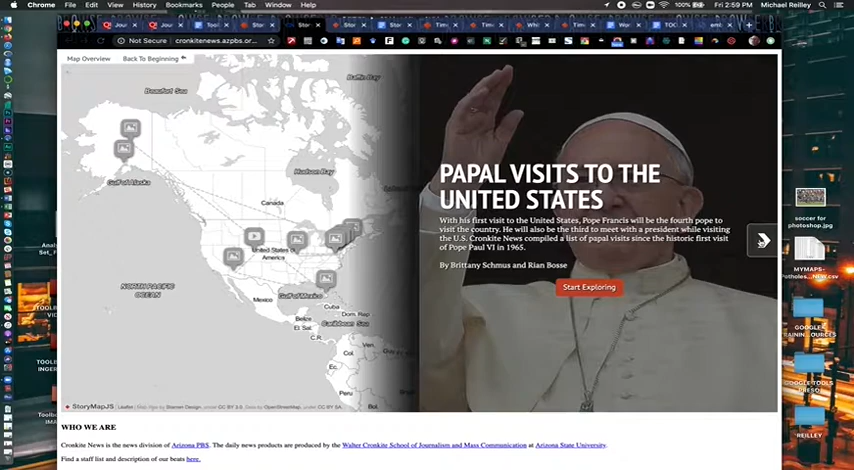 Chrome File Edit View History Bookmarks People Tab Window Help
100%
Fri 2:59 PM Michael Reilley
Not Secure cronkitenews.azpbs.or...
Map Overview Back To Beginning
Beaufort Sea
Baffin Bay
Gulf of Alaska
Hudson Bay
Canada
United States of America
NORTH PACIFIC
OCEAN
Mexico
Gulf of Mexico
Cuba
Dom. Rep.
Belize
Caribbean Sea
El. Sal.
C.R.
Ven.
Col.
Ec.
Peru
Bol.
PAPAL VISITS TO THE
UNITED STATES
With his first visit to the United States, Pope Francis will be the fourth pope to
visit the country. He will also be the third to meet with a president while visiting
the U.S. Cronkite News compiled a list of papal visits since the historic first visit
of Pope Paul VI in 1965.
By Brittany Schmus and Rian Bosse
Start Exploring
StoryMapJS
WHO WE ARE
Cronkite News is the news division of Arizona PBS. The daily news products are produced by the Walter Cronkite School of Journalism and Mass Communication at Arizona State University.
Find a staff list and description of our beats here.
soccer for
photoshop.jpg
MYMAPS-
REILLEY